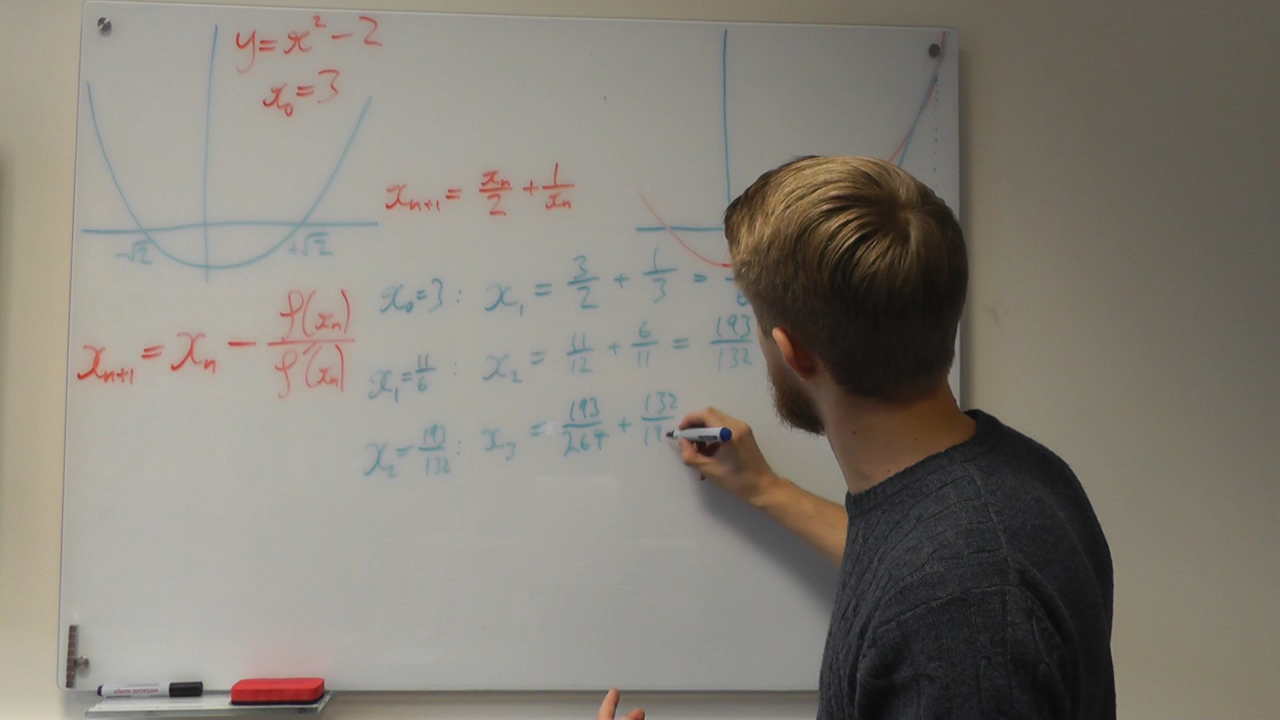 y = x² - 2
x₀ = 3
-√2
+√2
xₙ₊₁ = xₙ/2 + 1/xₙ
xₙ₊₁ = xₙ - f(xₙ)/f'(xₙ)
x₀ = 3 : x₁ = 3/2 + 1/3 = /6
x₁ = 11/6 : x₂ = 11/12 + 6/11 = 193/132
x₂ = 193/132 : x₃ = 193/264 + 132/19